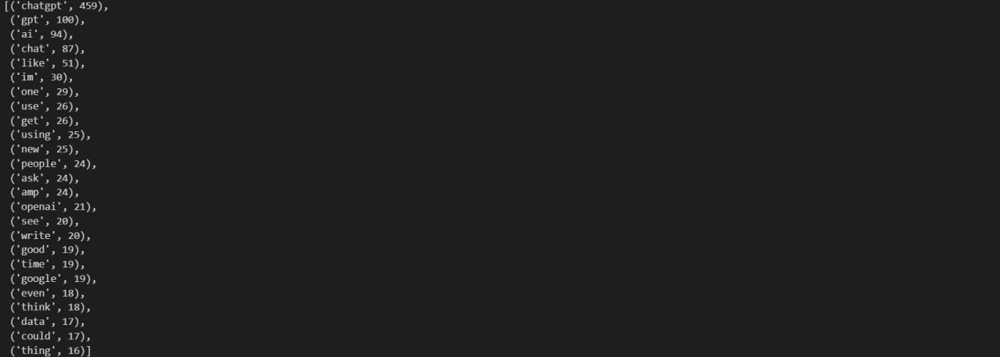 [('chatgpt', 459),
('gpt', 100),
('ai', 94),
('chat', 87),
('like', 51),
('im', 30),
('one', 29),
('use', 26),
('get', 26),
('using', 25),
('new', 25),
('people', 24),
('ask', 24),
('amp', 24),
('openai', 21),
('see', 20),
('write', 20),
('good', 19),
('time', 19),
('google', 19),
('even', 18),
('think', 18),
('data', 17),
('could', 17),
('thing', 16)]